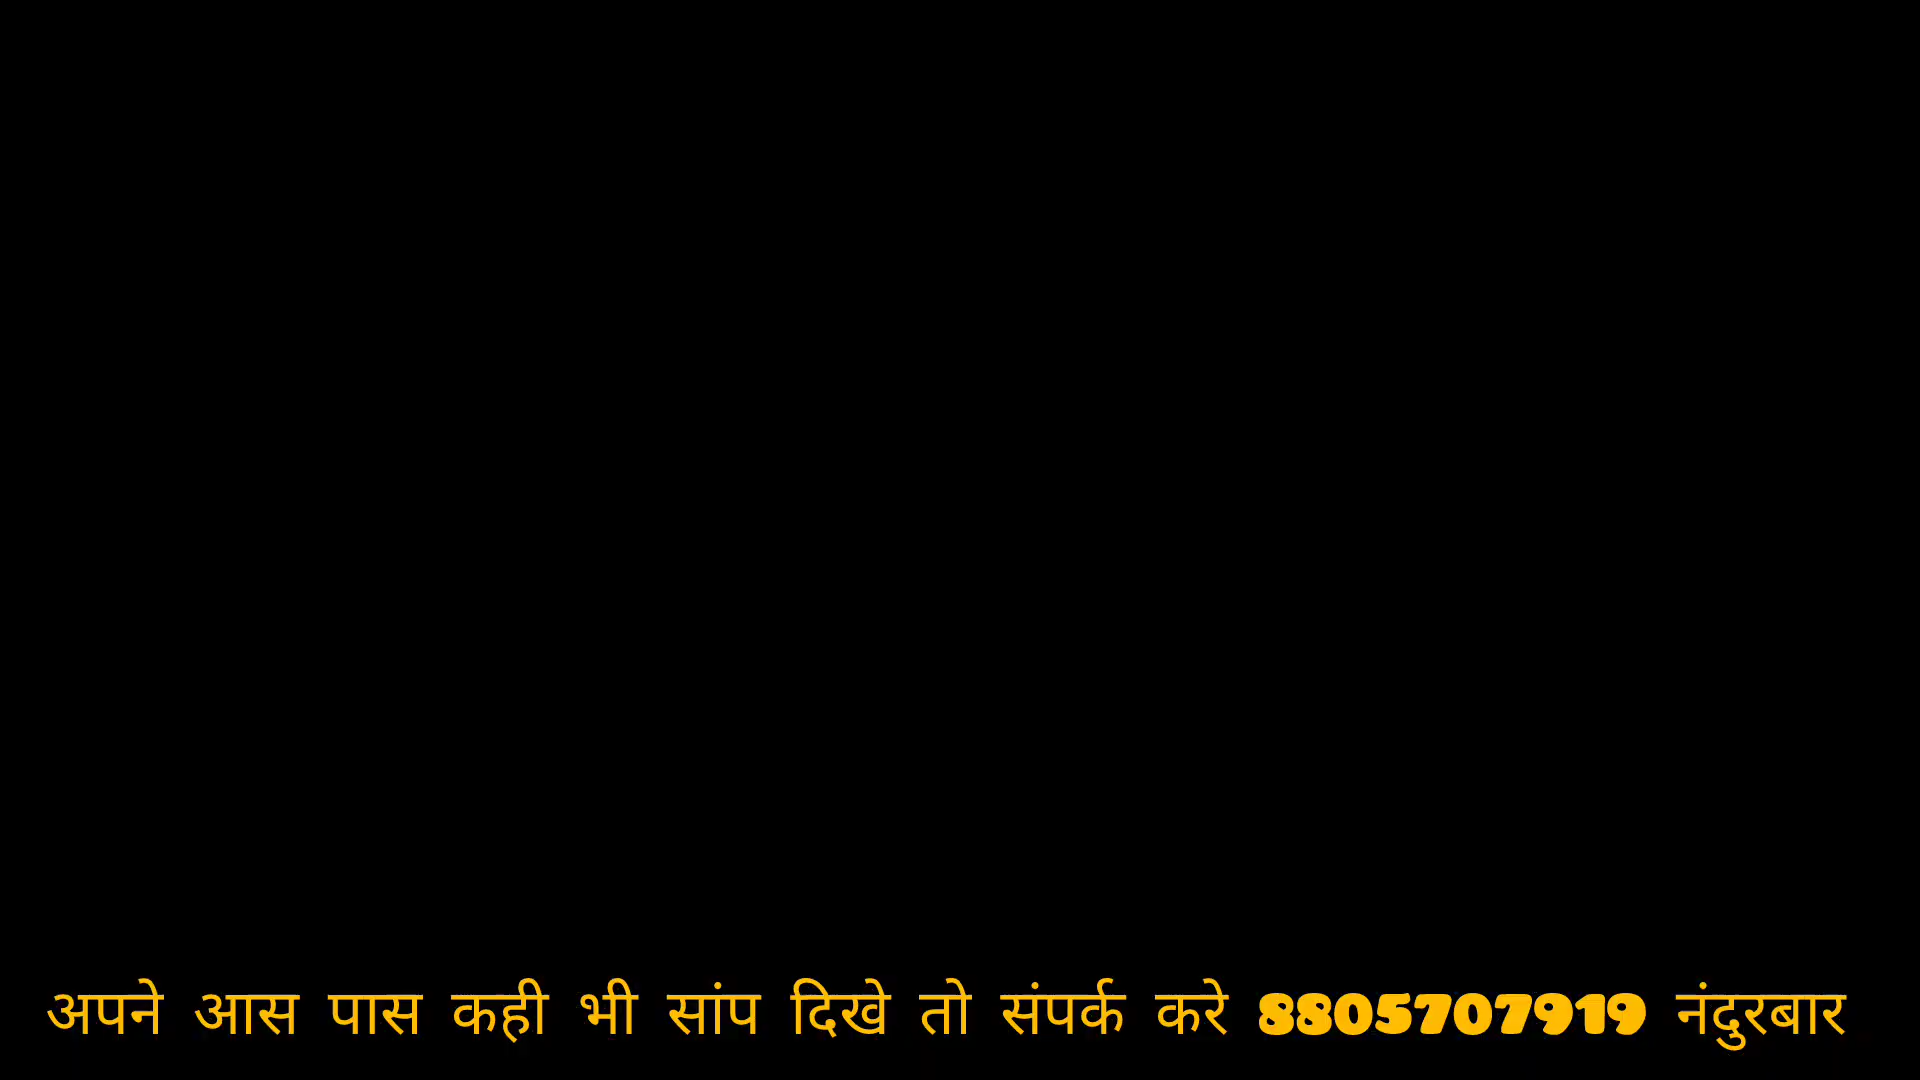 अपने आस पास कही भी सांप दिखे तो संपर्क करे 8805707919 नंदुरबार